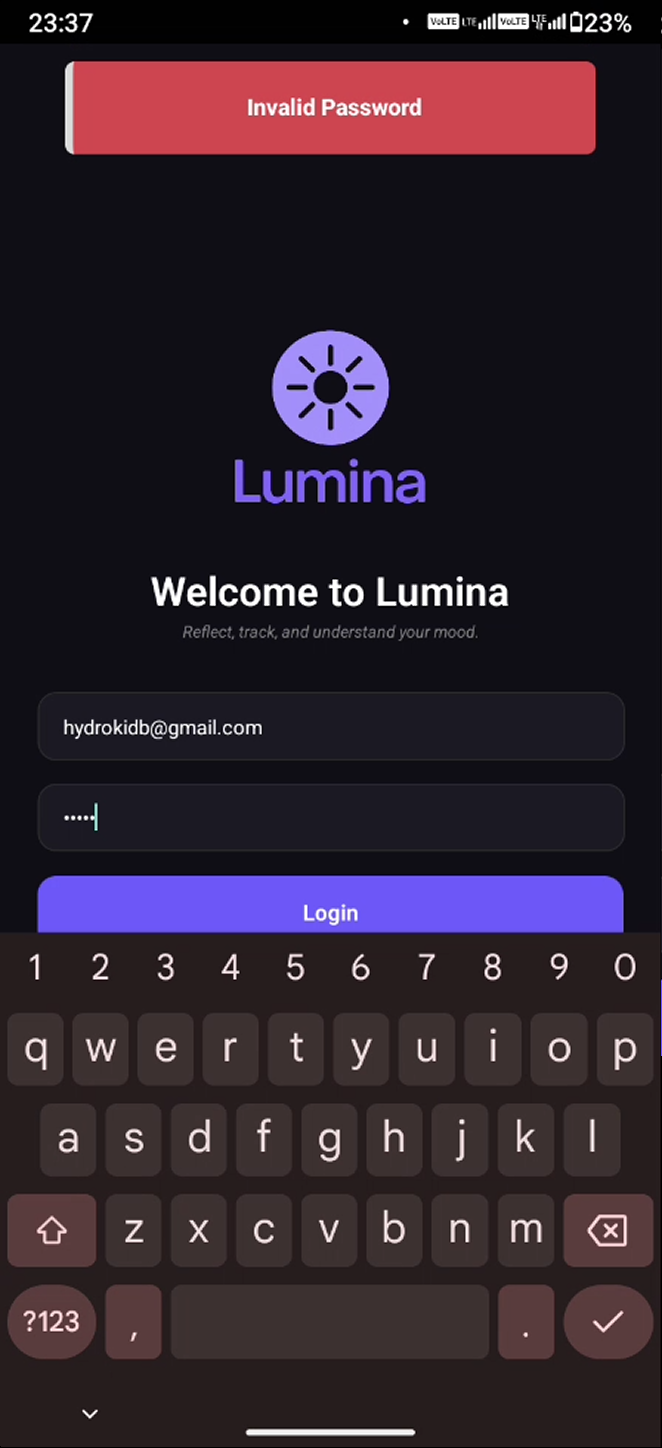 23:37 VoLTE LTE VoLTE LTE 23%
Invalid Password
Lumina
Welcome to Lumina
Reflect, track, and understand your mood.
hydrokidb@gmail.com
•••••
Login
1 2 3 4 5 6 7 8 9 0
q w e r t y u i o p
a s d f g h j k l
z x c v b n m
?123 , .